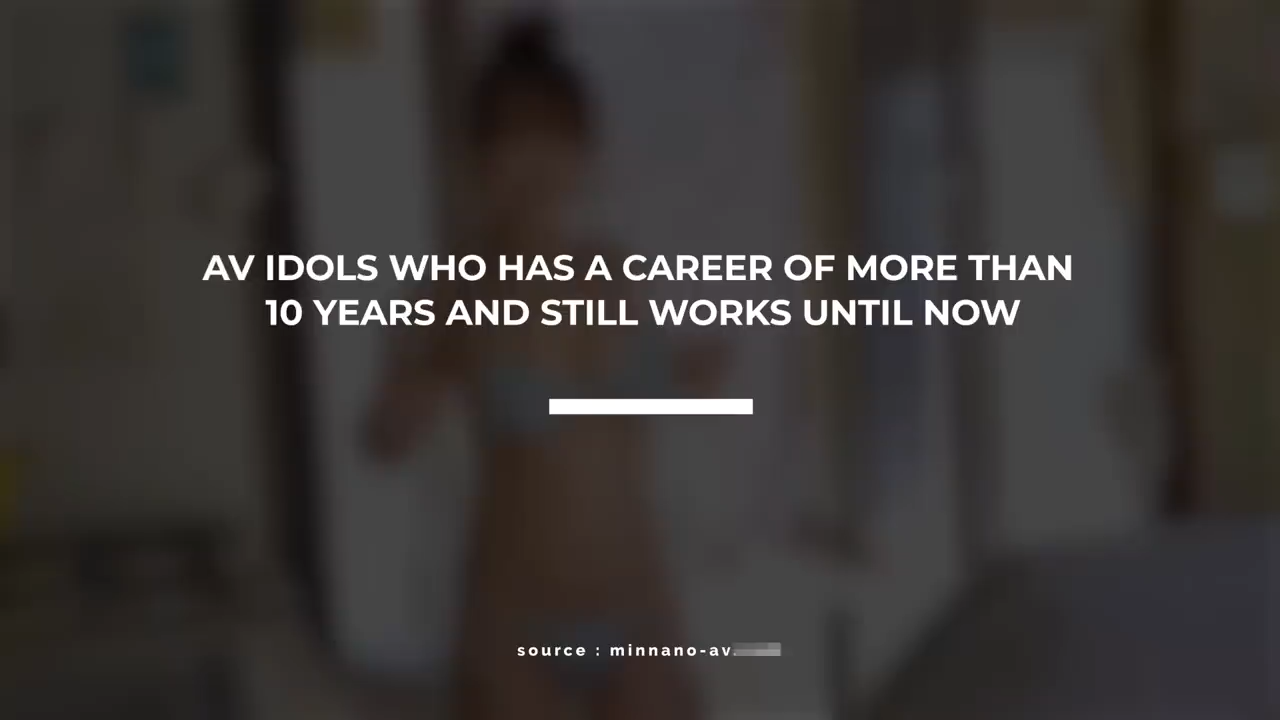 AV IDOLS WHO HAS A CAREER OF MORE THAN
10 YEARS AND STILL WORKS UNTIL NOW
source : minnano-av.